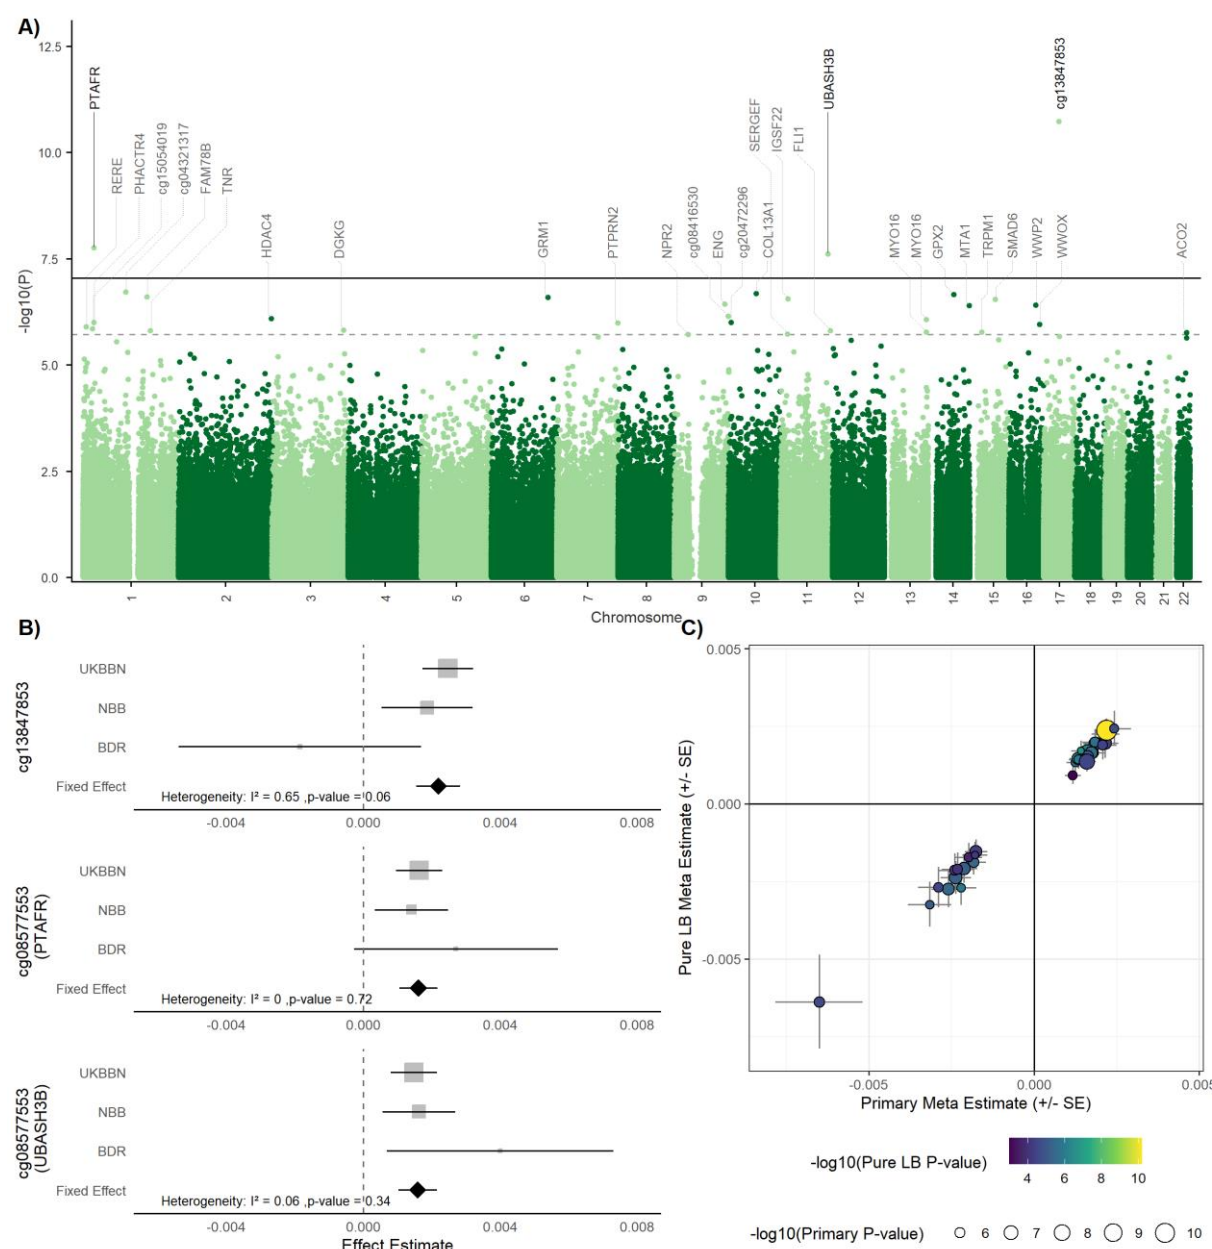 A)
12.5
10.0
7.5
5.0
2.5
0.0
-log10(P)
PTAFR
RERE
PHACTR4
cg15054019
cg04321317
FAM78B
TNR
HDAC4
DGKG
GRM1
PTPRN2
NPR2
cg08416530
ENG
cg20472296
SERGEF
COL13A1
IGSF22
FLI1
UBASH3B
MYO16
MYO16
GPX2
MTA1
TRPM1
SMAD6
WWP2
WWOX
cg13847853
ACO2
1 2 3 4 5 6 7 8 9 10 11 12 13 14 15 16 17 18 19 20 21 22
Chromosome
B)
cg13847853
UKBBN
NBB
BDR
Fixed Effect
Heterogeneity: I² = 0.65 ,p-value = 0.06
-0.004 0.000 0.004 0.008
cg08577553
(PTAFR)
UKBBN
NBB
BDR
Fixed Effect
Heterogeneity: I² = 0 ,p-value = 0.72
-0.004 0.000 0.004 0.008
cg08577553
(UBASH3B)
UKBBN
NBB
BDR
Fixed Effect
Heterogeneity: I² = 0.06 ,p-value = 0.34
-0.004 0.000 0.004 0.008
Effect Estimate
C)
0.005
0.000
-0.005
Pure LB Meta Estimate (+/- SE)
-0.005 0.000 0.005
Primary Meta Estimate (+/- SE)
-log10(Pure LB P-value)
4 6 8 10
-log10(Primary P-value) 6 7 8 9 10